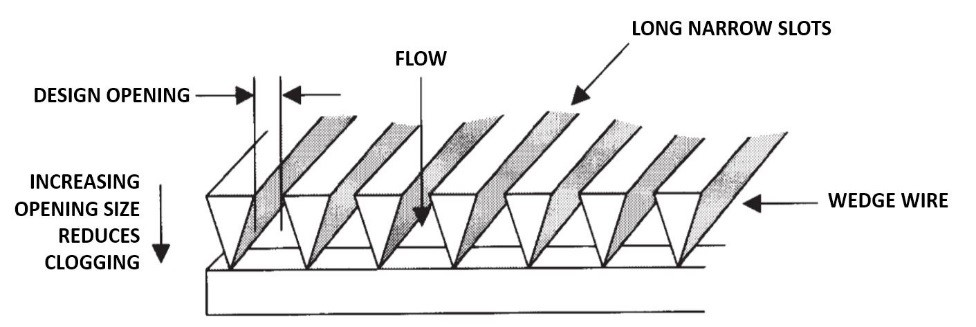 LONG NARROW SLOTS
FLOW
DESIGN OPENING
INCREASING
OPENING SIZE
REDUCES
CLOGGING
WEDGE WIRE